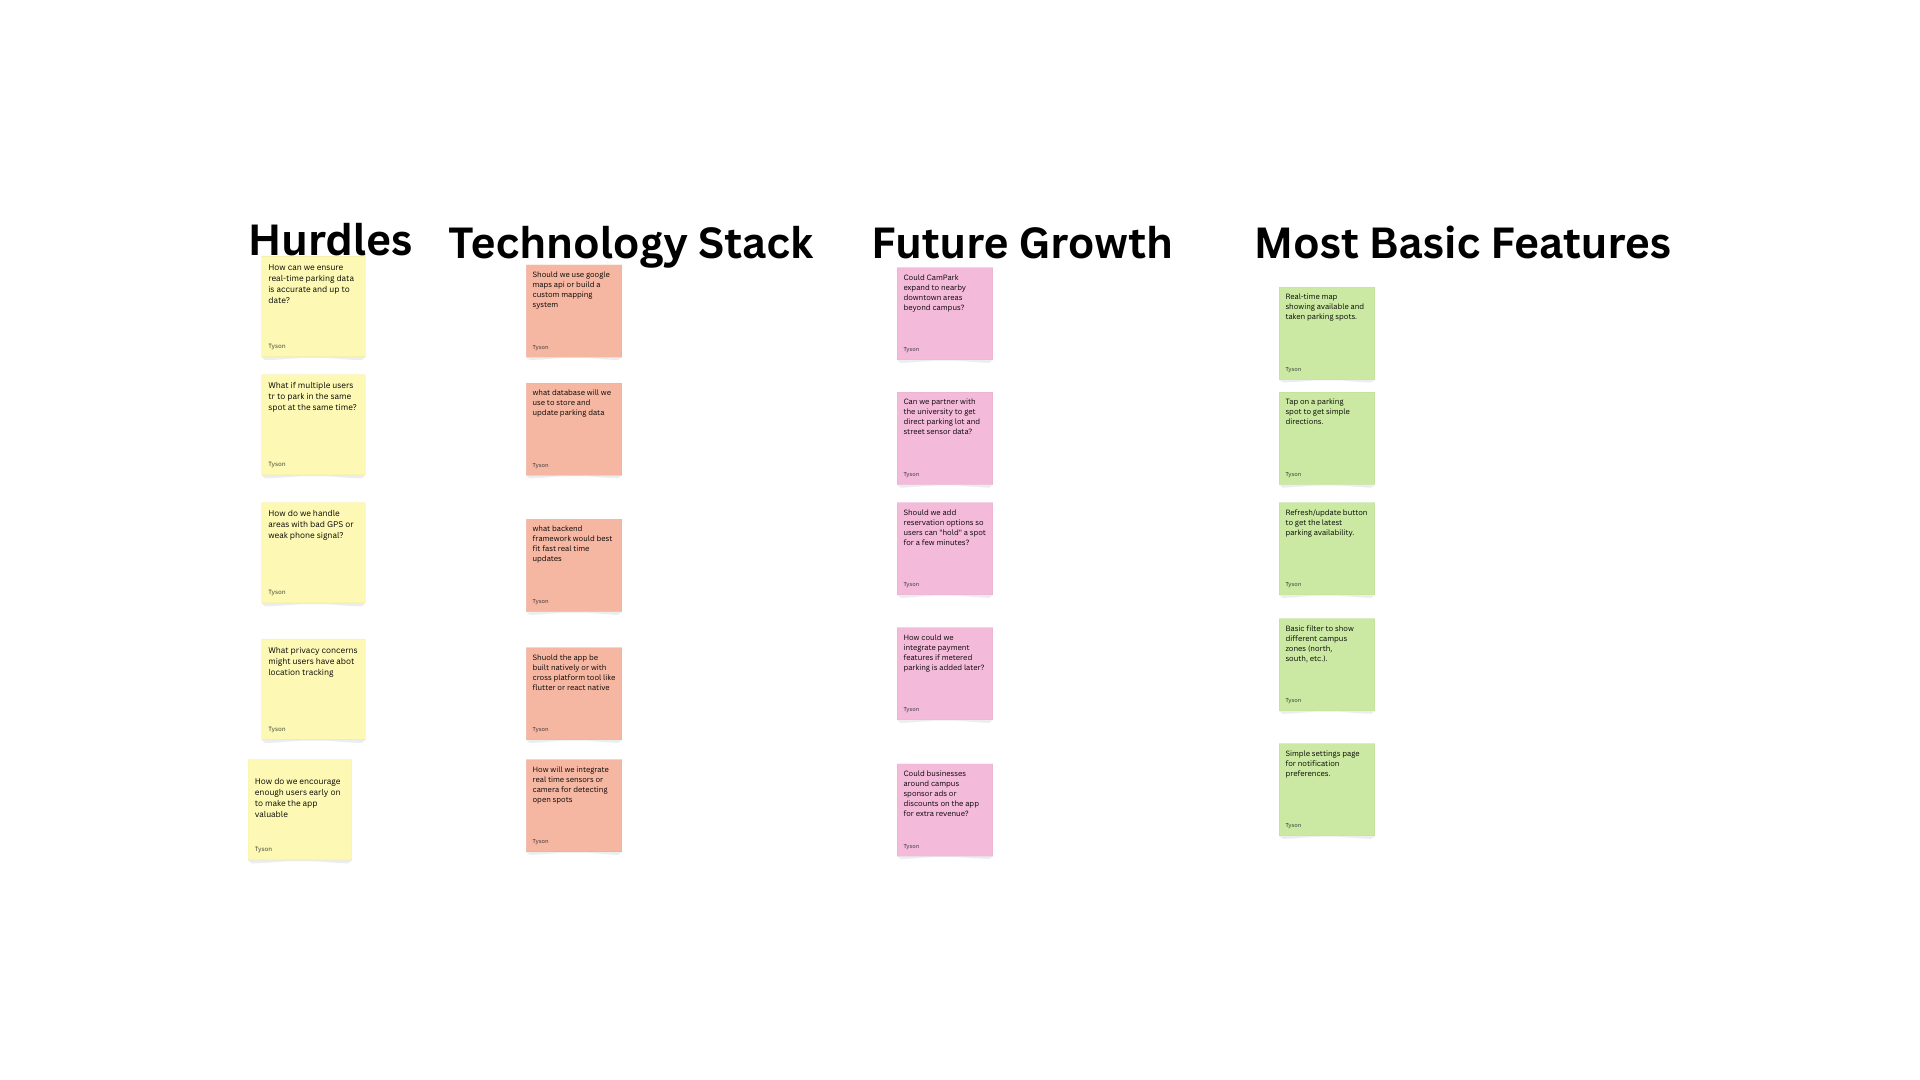 Hurdles
How can we ensure
real-time parking data
is accurate and up to
date?
Tyson
What if multiple users
tr to park in the same
spot at the same time?
Tyson
How do we handle
areas with bad GPS or
weak phone signal?
Tyson
What privacy concerns
might users have abot
location tracking
Tyson
How do we encourage
enough users early on
to make the app
valuable
Tyson
Technology Stack
Should we use google
maps api or build a
custom mapping
system
Tyson
what database will we
use to store and
update parking data
Tyson
what backend
framework would best
fit fast real time
updates
Tyson
Shuold the app be
built natively or with
cross platform tool like
flutter or react native
Tyson
How will we integrate
real time sensors or
camera for detecting
open spots
Tyson
Future Growth
Could CamPark
expand to nearby
downtown areas
beyond campus?
Tyson
Can we partner with
the university to get
direct parking lot and
street sensor data?
Tyson
Should we add
reservation options so
users can "hold" a spot
for a few minutes?
Tyson
How could we
integrate payment
features if metered
parking is added later?
Tyson
Could businesses
around campus
sponsor ads or
discounts on the app
for extra revenue?
Tyson
Most Basic Features
Real-time map
showing available and
taken parking spots.
Tyson
Tap on a parking
spot to get simple
directions.
Tyson
Refresh/update button
to get the latest
parking availability.
Tyson
Basic filter to show
different campus
zones (north,
south, etc.).
Tyson
Simple settings page
for notification
preferences.
Tyson